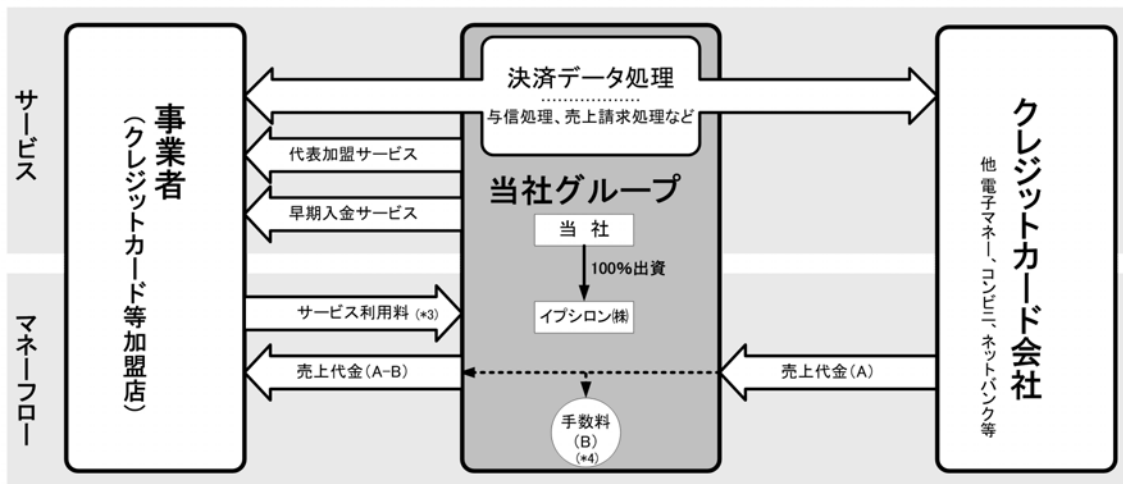 サービス
マネーフロー
事業者
（クレジットカード等加盟店）
決済データ処理
与信処理、売上請求処理など
代表加盟サービス
早期入金サービス
当社グループ
当 社
100%出資
イプシロン㈱
サービス利用料（*3）
売上代金（A-B）
売上代金（A）
手数料
（B）
（*4）
クレジットカード会社
他 電子マネー、コンビニ、ネットバンク等